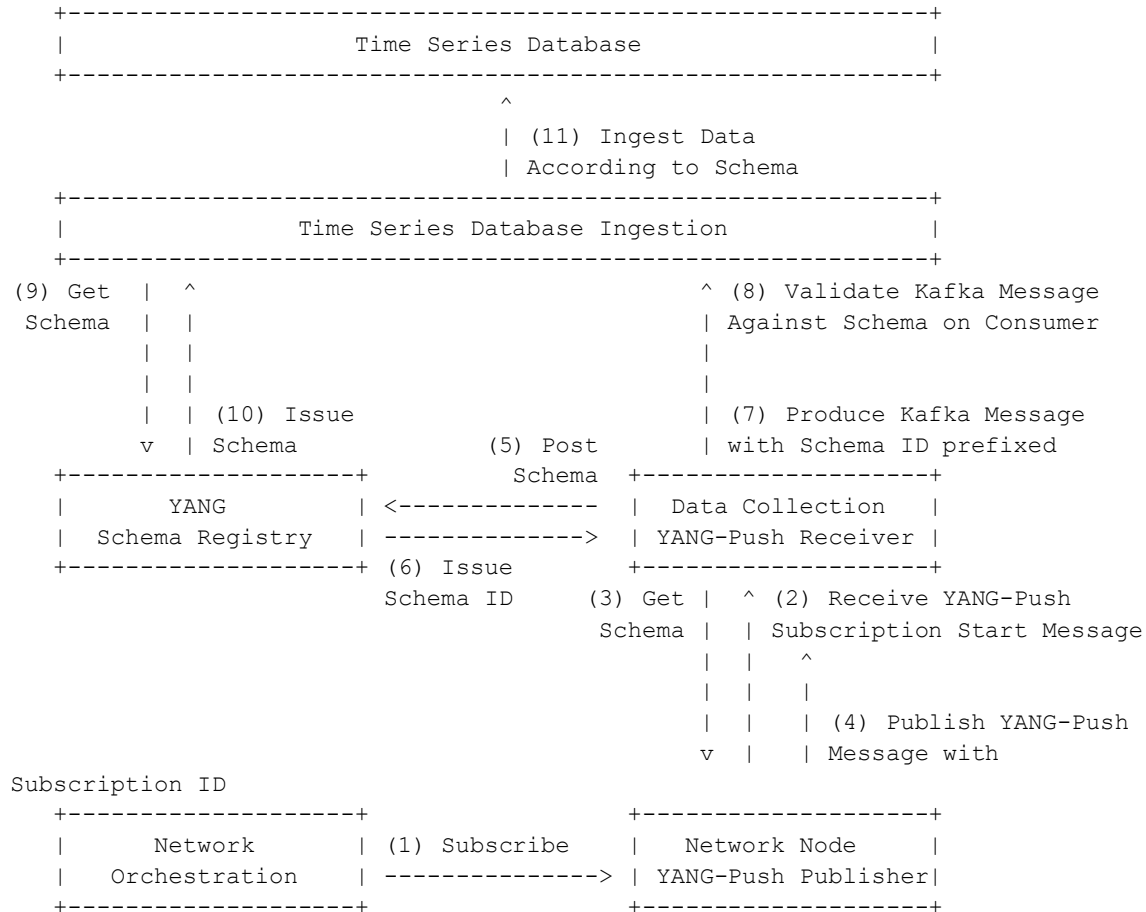 Time Series Database
(11) Ingest Data
According to Schema
Time Series Database Ingestion
(9) Get (8) Validate Kafka Message
Schema Against Schema on Consumer
(10) Issue (7) Produce Kafka Message
Schema (5) Post with Schema ID prefixed
Schema
YANG Data Collection
Schema Registry YANG-Push Receiver
(6) Issue
Schema ID (3) Get (2) Receive YANG-Push
Schema Subscription Start Message
(4) Publish YANG-Push
Message with
Subscription ID
Network (1) Subscribe Network Node
Orchestration YANG-Push Publisher